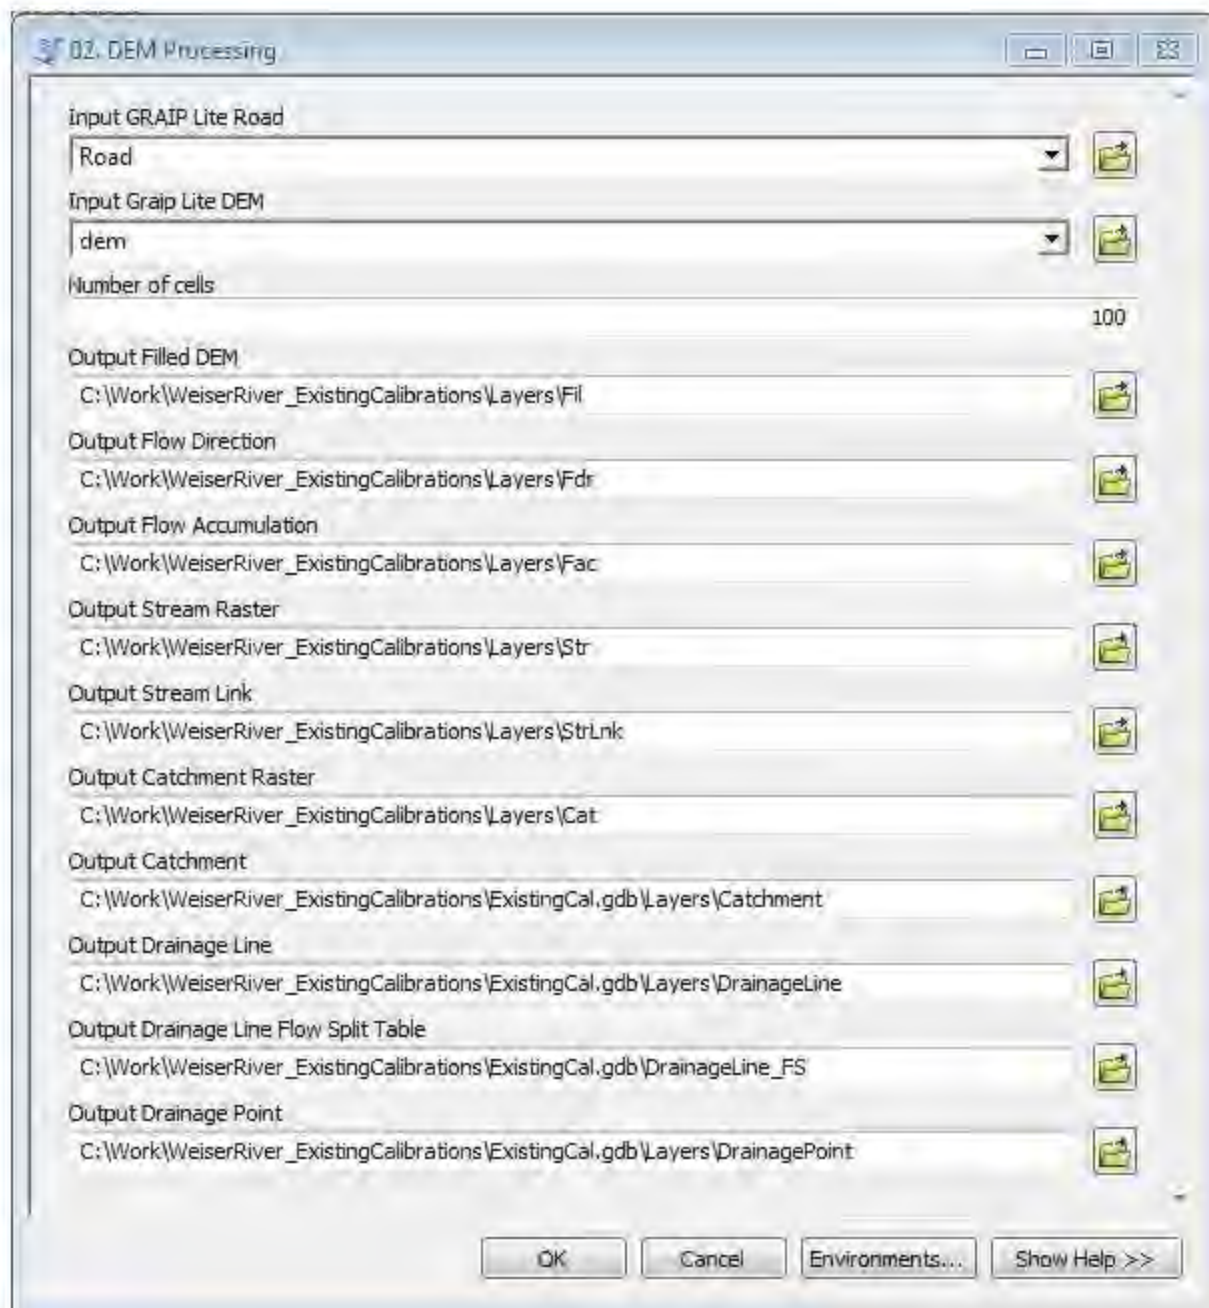 02. DEM Processing
Input GRAIP Lite Road
Road
Input Graip Lite DEM
dem
Number of cells
100
Output Filled DEM
C:\Work\WeiserRiver_ExistingCalibrations\Layers\Fil
Output Flow Direction
C:\Work\WeiserRiver_ExistingCalibrations\Layers\Fdr
Output Flow Accumulation
C:\Work\WeiserRiver_ExistingCalibrations\Layers\Fac
Output Stream Raster
C:\Work\WeiserRiver_ExistingCalibrations\Layers\Str
Output Stream Link
C:\Work\WeiserRiver_ExistingCalibrations\Layers\StrLnk
Output Catchment Raster
C:\Work\WeiserRiver_ExistingCalibrations\Layers\Cat
Output Catchment
C:\Work\WeiserRiver_ExistingCalibrations\ExistingCal.gdb\Layers\Catchment
Output Drainage Line
C:\Work\WeiserRiver_ExistingCalibrations\ExistingCal.gdb\Layers\DrainageLine
Output Drainage Line Flow Split Table
C:\Work\WeiserRiver_ExistingCalibrations\ExistingCal.gdb\DrainageLine_FS
Output Drainage Point
C:\Work\WeiserRiver_ExistingCalibrations\ExistingCal.gdb\Layers\DrainagePoint
OK Cancel Environments... Show Help >>